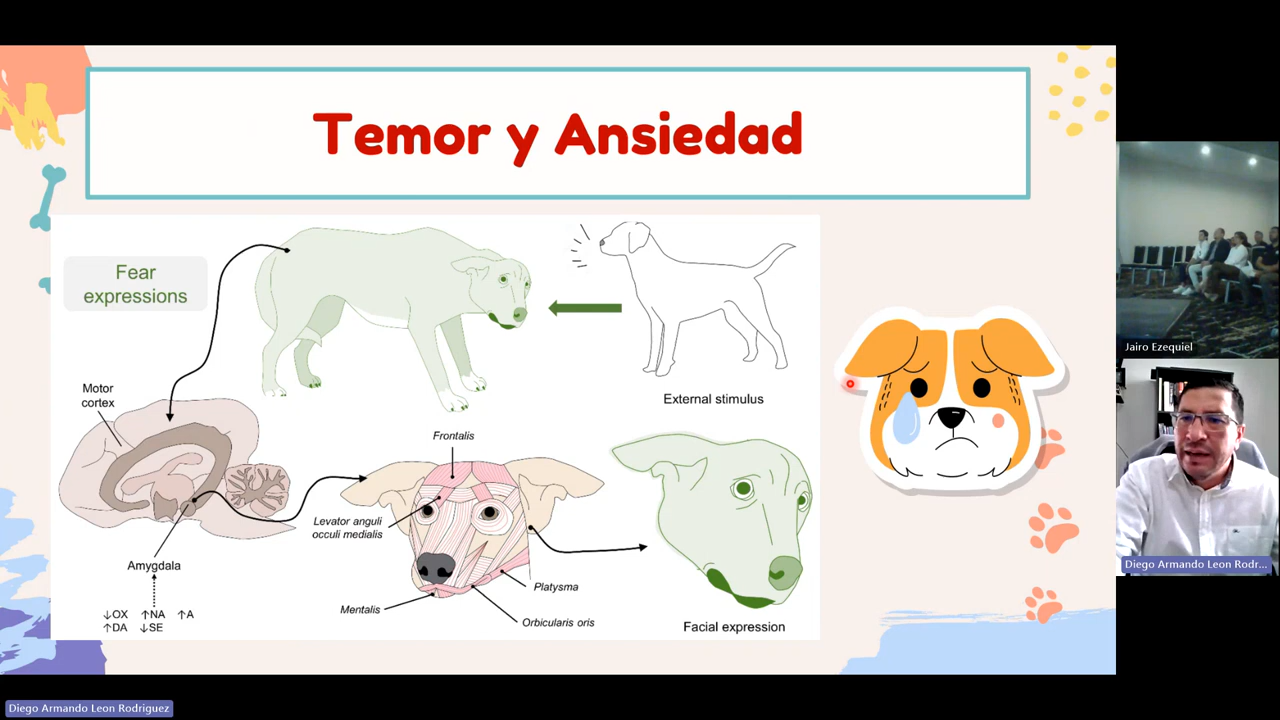 Temor y Ansiedad
Fear
expressions
External stimulus
Motor
cortex
Frontalis
Levator anguli
occuli medialis
Amygdala
Platysma
Mentalis
Orbicularis oris
Facial expression
↓OX ↑NA ↑A
↑DA ↓SE
Jairo Ezequiel
Diego Armando Leon Rodr...
Diego Armando Leon Rodriguez